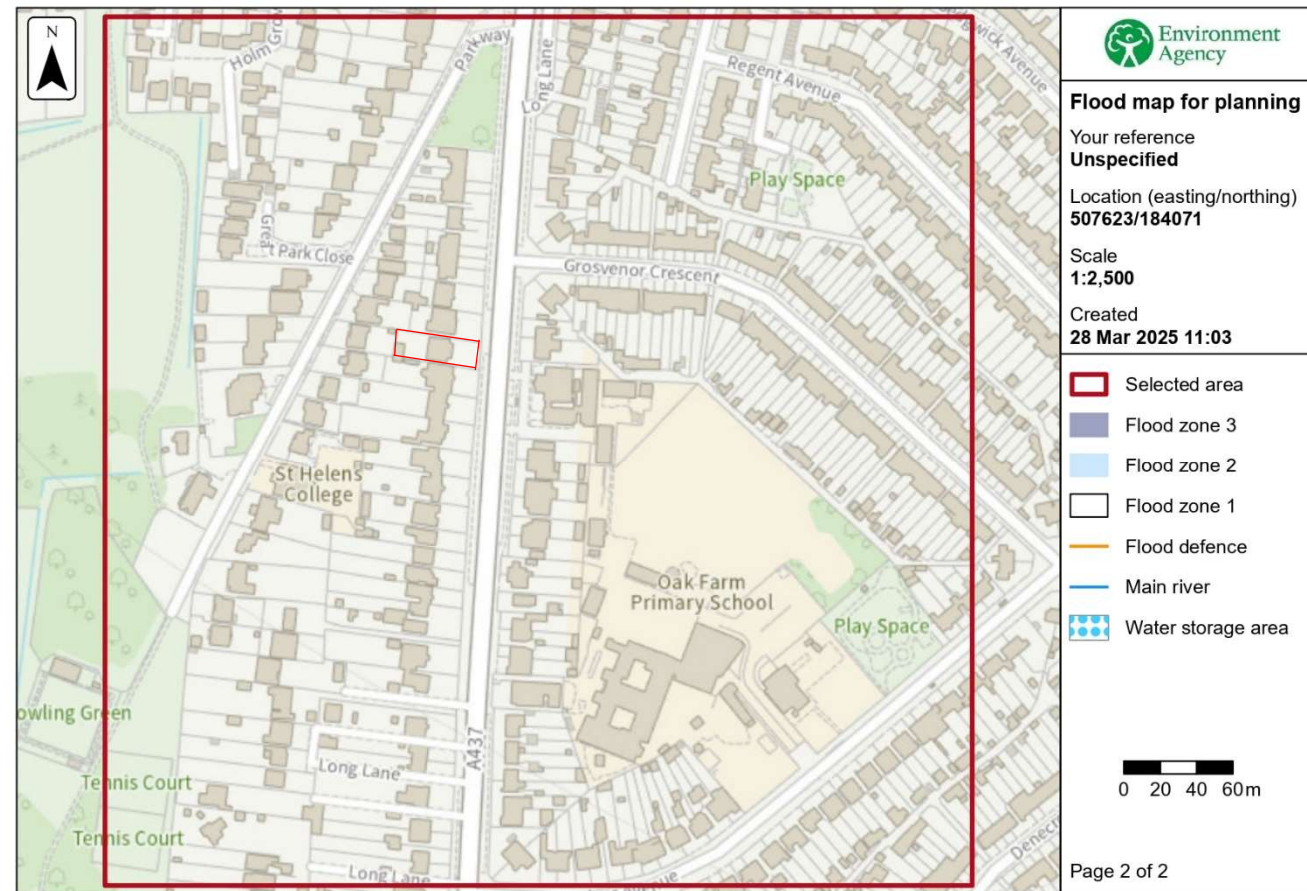 N
Holm Gro
Parkway
Long Lane
Regent Avenue
wick Avenue
Play Space
Great Park Close
Grosvenor Crescent
St Helens
College
Oak Farm
Primary School
Play Space
owling Green
A437
Long Lane
Tennis Court
Tennis Court
Long Lane
Avenue
Denecr
Environment
Agency
Flood map for planning
Your reference
Unspecified
Location (easting/northing)
507623/184071
Scale
1:2,500
Created
28 Mar 2025 11:03
Selected area
Flood zone 3
Flood zone 2
Flood zone 1
Flood defence
Main river
Water storage area
0 20 40 60m
Page 2 of 2